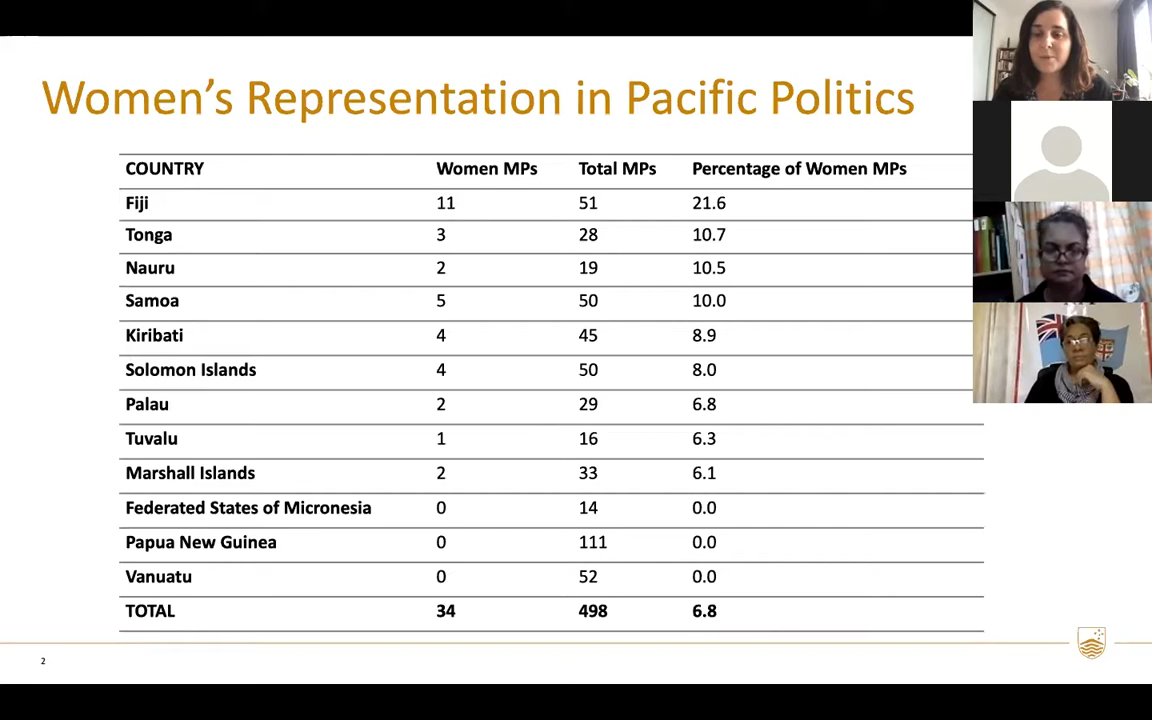 Women's Representation in Pacific Politics
COUNTRY Women MPs Total MPs Percentage of Women MPs
Fiji 11 51 21.6
Tonga 3 28 10.7
Nauru 2 19 10.5
Samoa 5 50 10.0
Kiribati 4 45 8.9
Solomon Islands 4 50 8.0
Palau 2 29 6.8
Tuvalu 1 16 6.3
Marshall Islands 2 33 6.1
Federated States of Micronesia 0 14 0.0
Papua New Guinea 0 111 0.0
Vanuatu 0 52 0.0
TOTAL 34 498 6.8
2